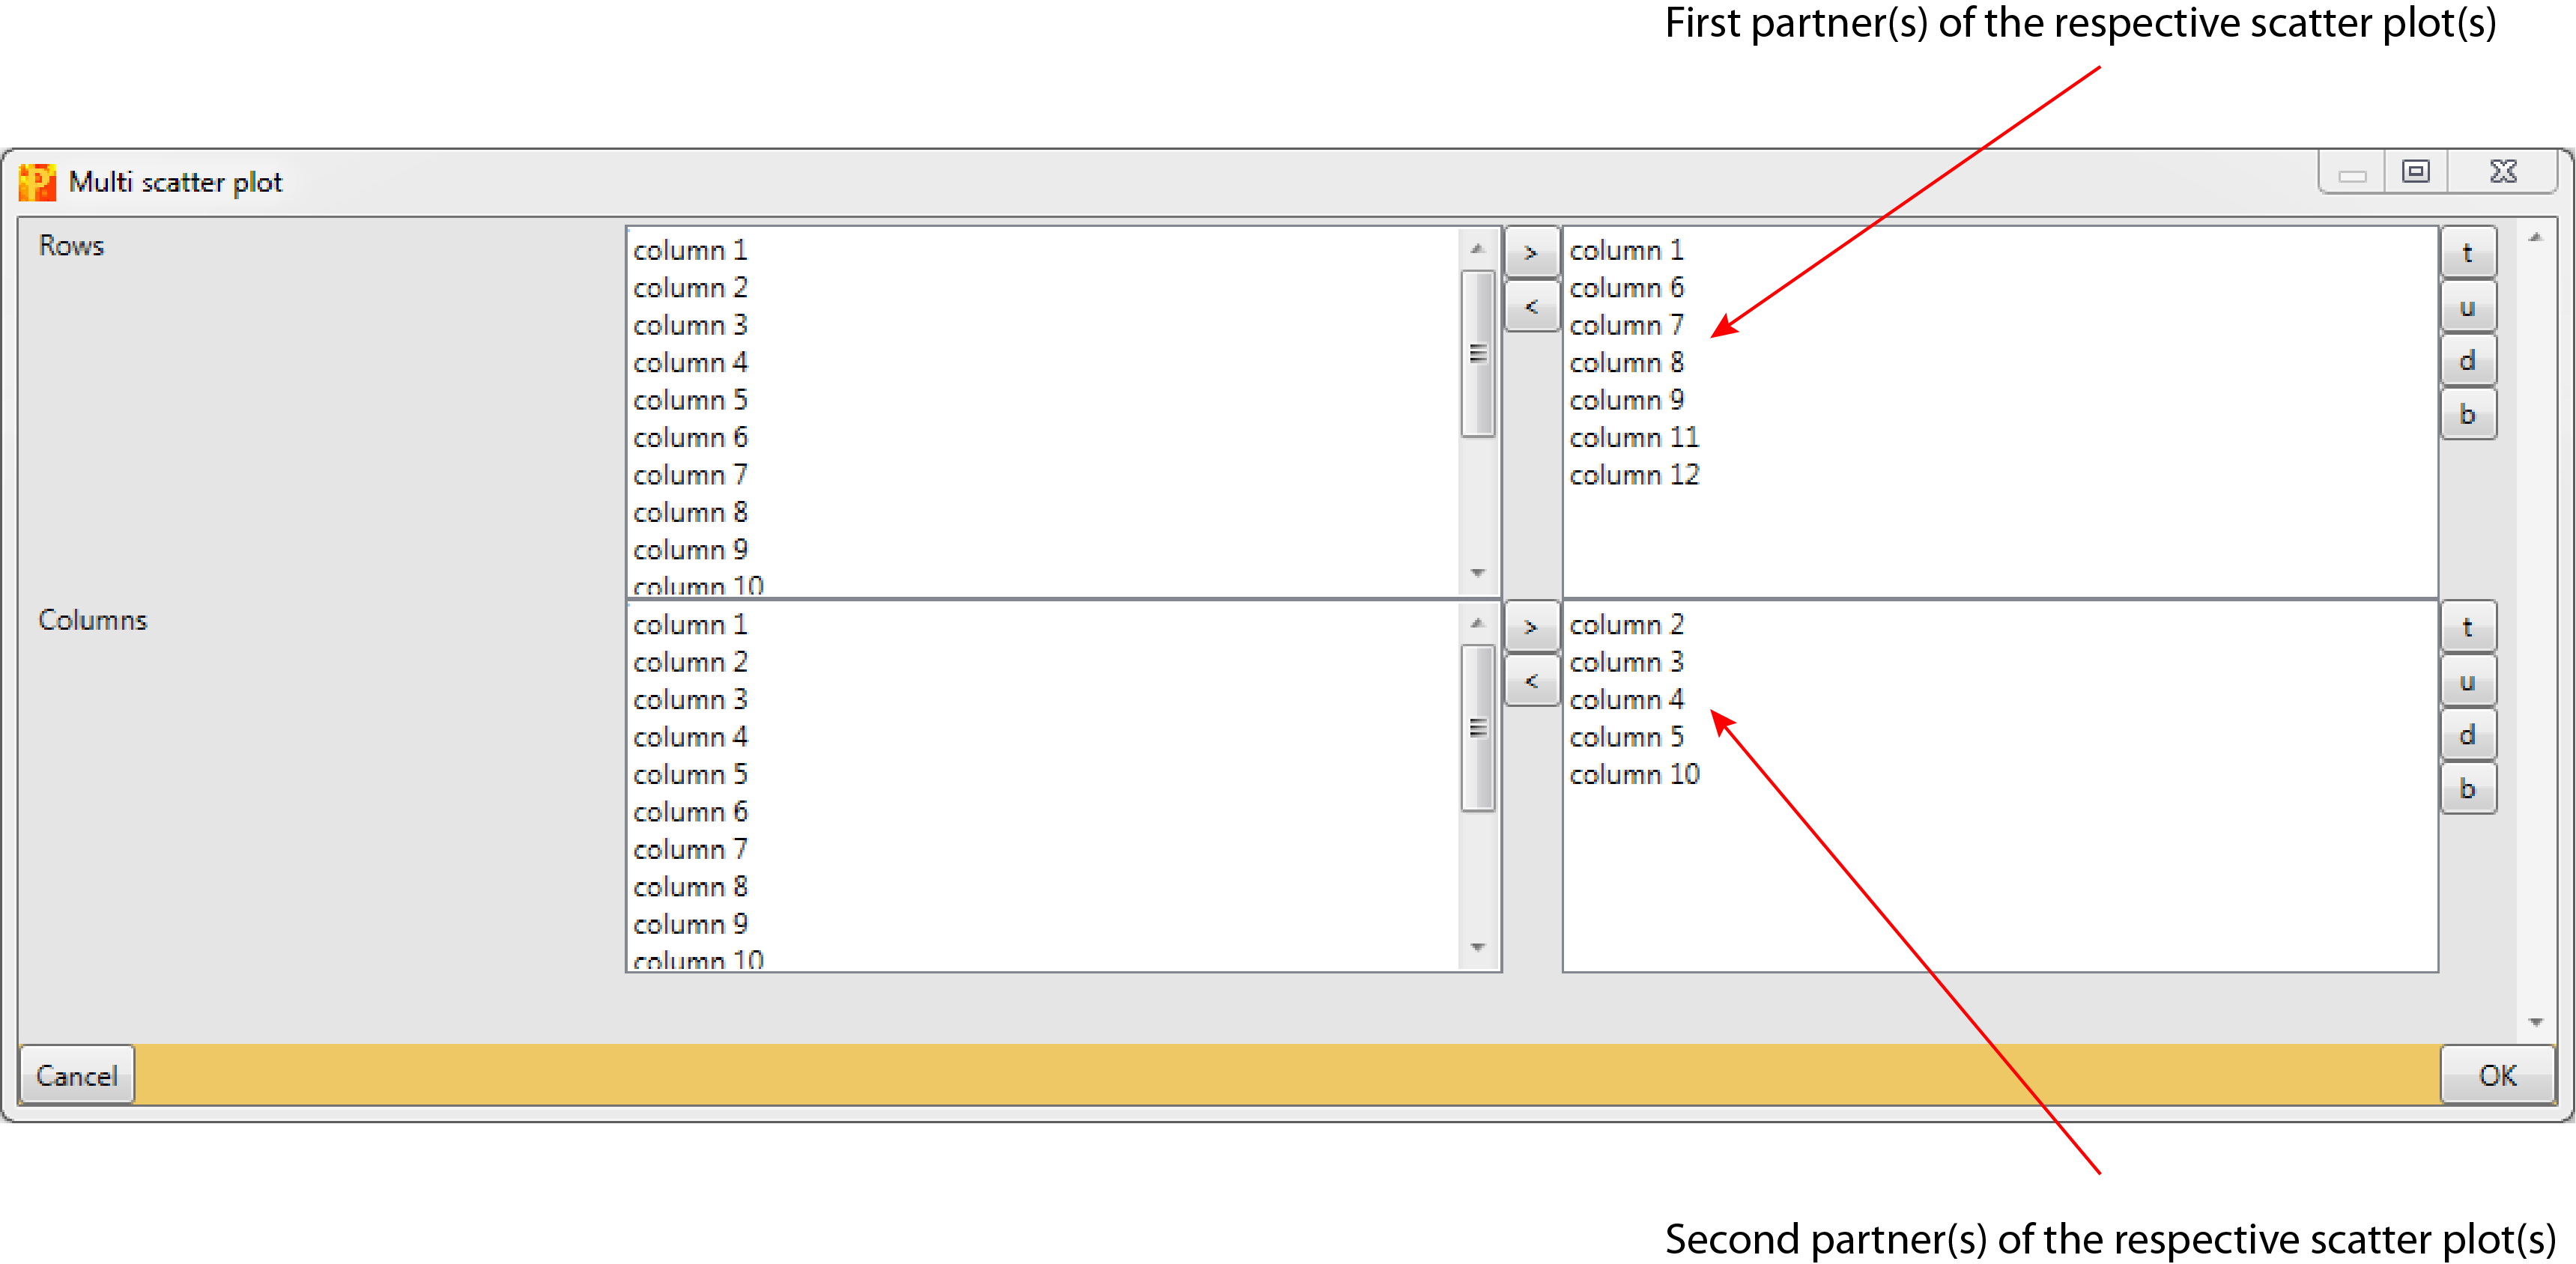 First partner(s) of the respective scatter plot(s)
P Multi scatter plot
Rows
column 1
column 2
column 3
column 4
column 5
column 6
column 7
column 8
column 9
column 10
>
<
column 1
column 6
column 7
column 8
column 9
column 11
column 12
t
u
d
b
Columns
column 1
column 2
column 3
column 4
column 5
column 6
column 7
column 8
column 9
column 10
>
<
column 2
column 3
column 4
column 5
column 10
t
u
d
b
Cancel
OK
Second partner(s) of the respective scatter plot(s)